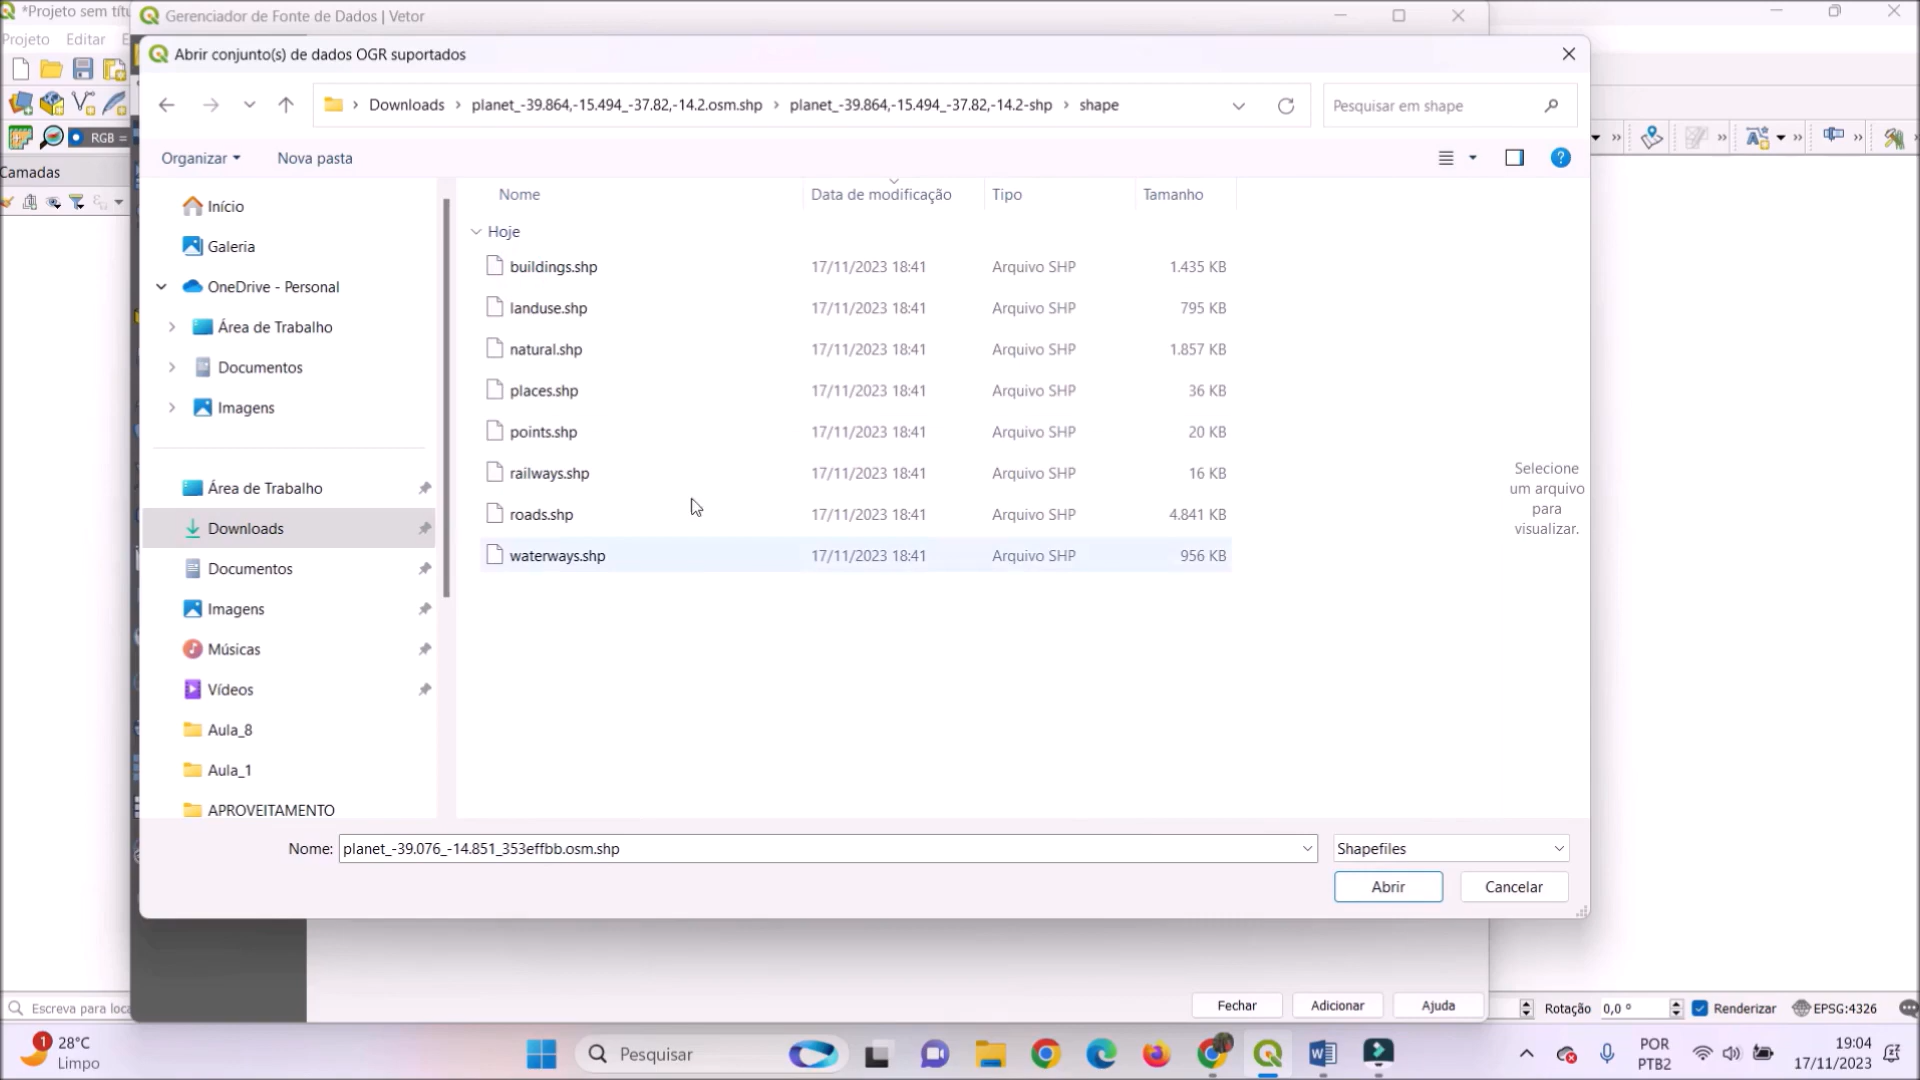 *Projeto sem títu
Gerenciador de Fonte de Dados | Vetor
Projeto Editar E
Abrir conjunto(s) de dados OGR suportados
Downloads planet_-39.864,-15.494_-37.82,-14.2.osm.shp planet_-39.864,-15.494_-37.82,-14.2-shp shape
Pesquisar em shape
RGB =
Organizar Nova pasta
Camadas
Nome Data de modificação Tipo Tamanho
Início
Galeria
OneDrive - Personal
Área de Trabalho
Documentos
Imagens
Área de Trabalho
Downloads
Documentos
Imagens
Músicas
Vídeos
Aula_8
Aula_1
APROVEITAMENTO
Hoje
buildings.shp 17/11/2023 18:41 Arquivo SHP 1.435 KB
landuse.shp 17/11/2023 18:41 Arquivo SHP 795 KB
natural.shp 17/11/2023 18:41 Arquivo SHP 1.857 KB
places.shp 17/11/2023 18:41 Arquivo SHP 36 KB
points.shp 17/11/2023 18:41 Arquivo SHP 20 KB
railways.shp 17/11/2023 18:41 Arquivo SHP 16 KB
roads.shp 17/11/2023 18:41 Arquivo SHP 4.841 KB
waterways.shp 17/11/2023 18:41 Arquivo SHP 956 KB
Selecione
um arquivo
para
visualizar.
Nome: planet_-39.076_-14.851_353effbb.osm.shp Shapefiles
Abrir Cancelar
Fechar Adicionar Ajuda
Escreva para loca
Rotação 0,0 ° Renderizar EPSG:4326
1
28°C
Limpo
Pesquisar
POR
PTB2
19:04
17/11/2023